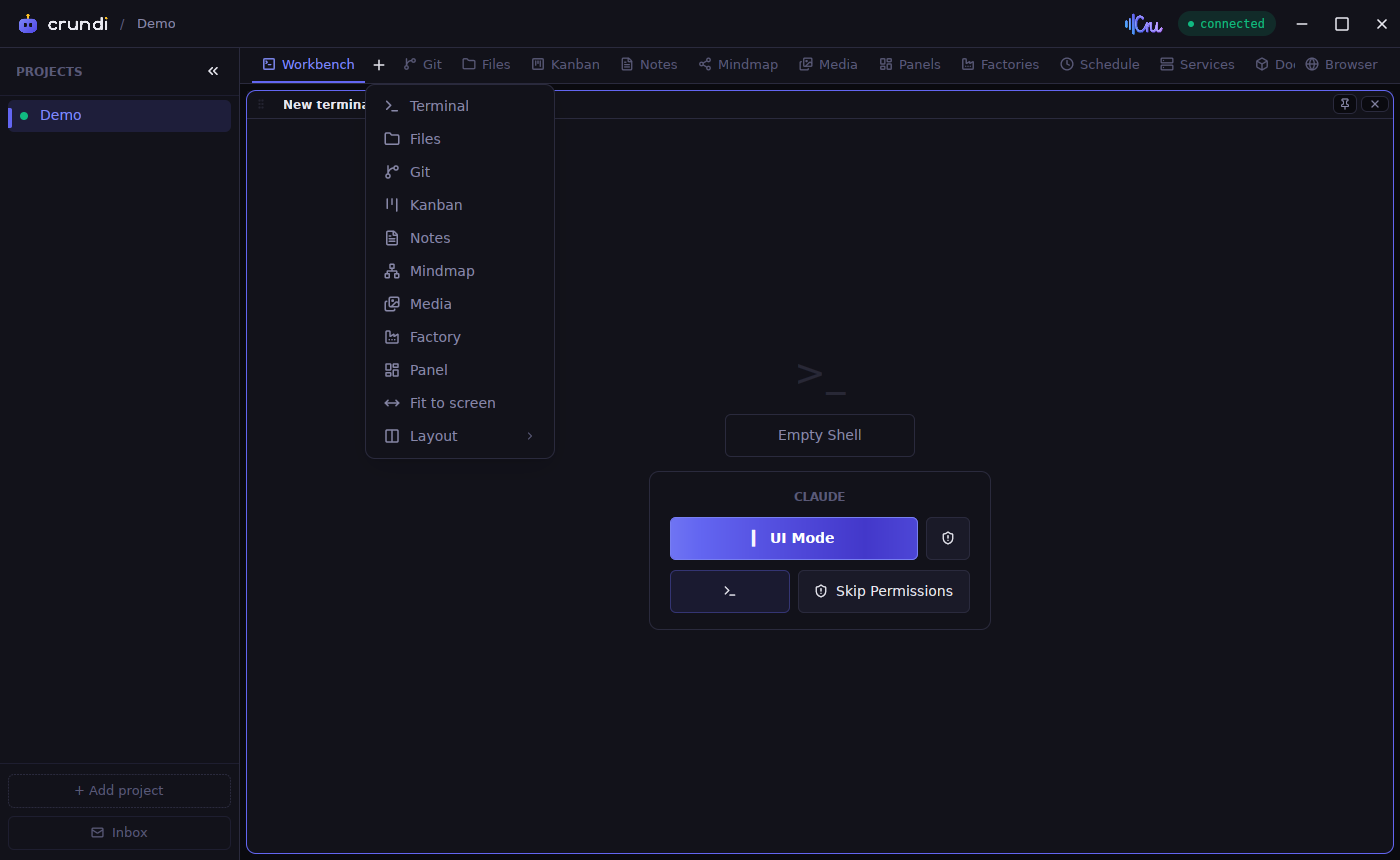 crundi / Demo
Cru
connected
PROJECTS
Workbench
Git
Files
Kanban
Notes
Mindmap
Media
Panels
Factories
Schedule
Services
Browser
Demo
New termina
Terminal
Files
Git
Kanban
Notes
Mindmap
Media
Factory
Panel
Fit to screen
Layout
>_
Empty Shell
CLAUDE
UI Mode
Skip Permissions
+ Add project
Inbox